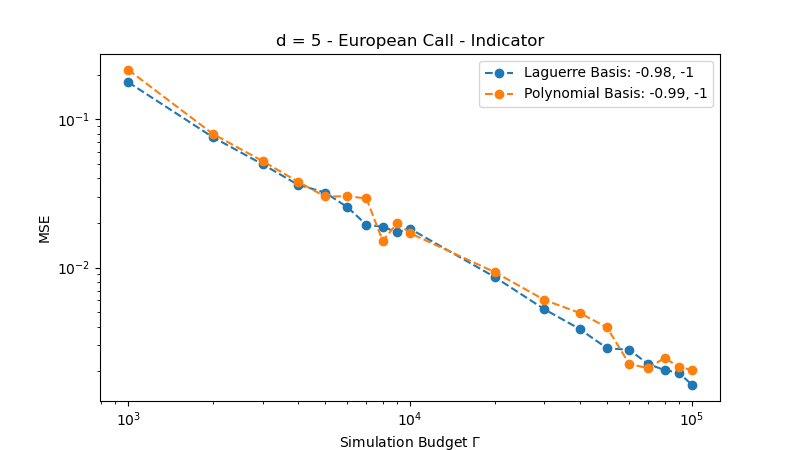 d = 5 - European Call - Indicator
Laguerre Basis: -0.98, -1
Polynomial Basis: -0.99, -1
MSE
10⁻¹
10⁻²
10³
10⁴
10⁵
Simulation Budget Γ